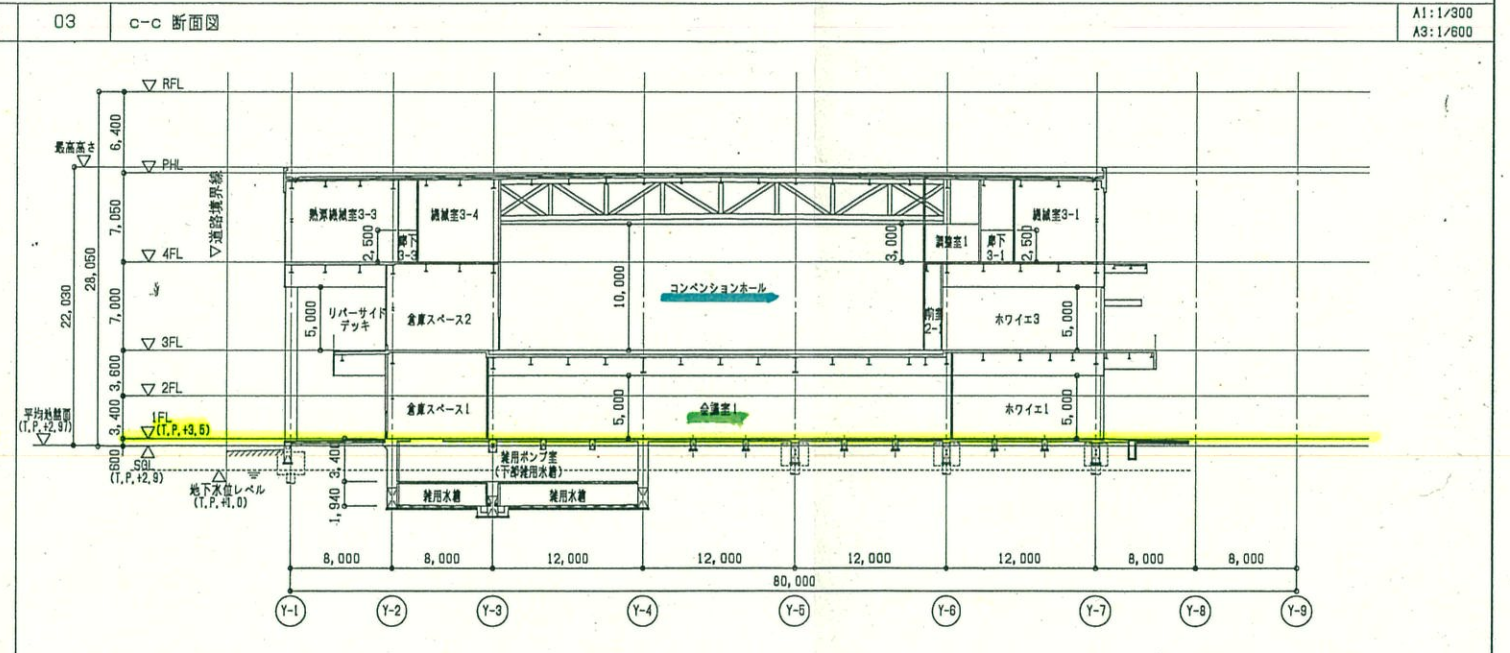 03
c-c 断面図
A1:1/300
A3:1/600
RFL
6,400
最高高さ
PHL
▽道路境界線
熱源機械室3-3
機械室3-4
機械室3-1
7,050
28,050
22,030
2,500
廊下
3-3
3,000
調整室1
廊下
3-1
2,500
4FL
コンベンションホール
10,000
7,000
5,000
リバーサイド
デッキ
倉庫スペース2
前室
2-1
ホワイエ3
5,000
3FL
3,600
2FL
3,400
平均地盤面
(T.P.+2.97)
1FL
(T.P.+3.5)
倉庫スペース1
5,000
会議室1
ホワイエ1
5,000
600
SGL
(T.P.+2.9)
地下水位レベル
(T.P.+1.0)
3,400
雑用ポンプ室
(下部雑用水槽)
1,940
雑用水槽
雑用水槽
8,000
8,000
12,000
12,000
12,000
12,000
8,000
8,000
80,000
Y-1
Y-2
Y-3
Y-4
Y-5
Y-6
Y-7
Y-8
Y-9